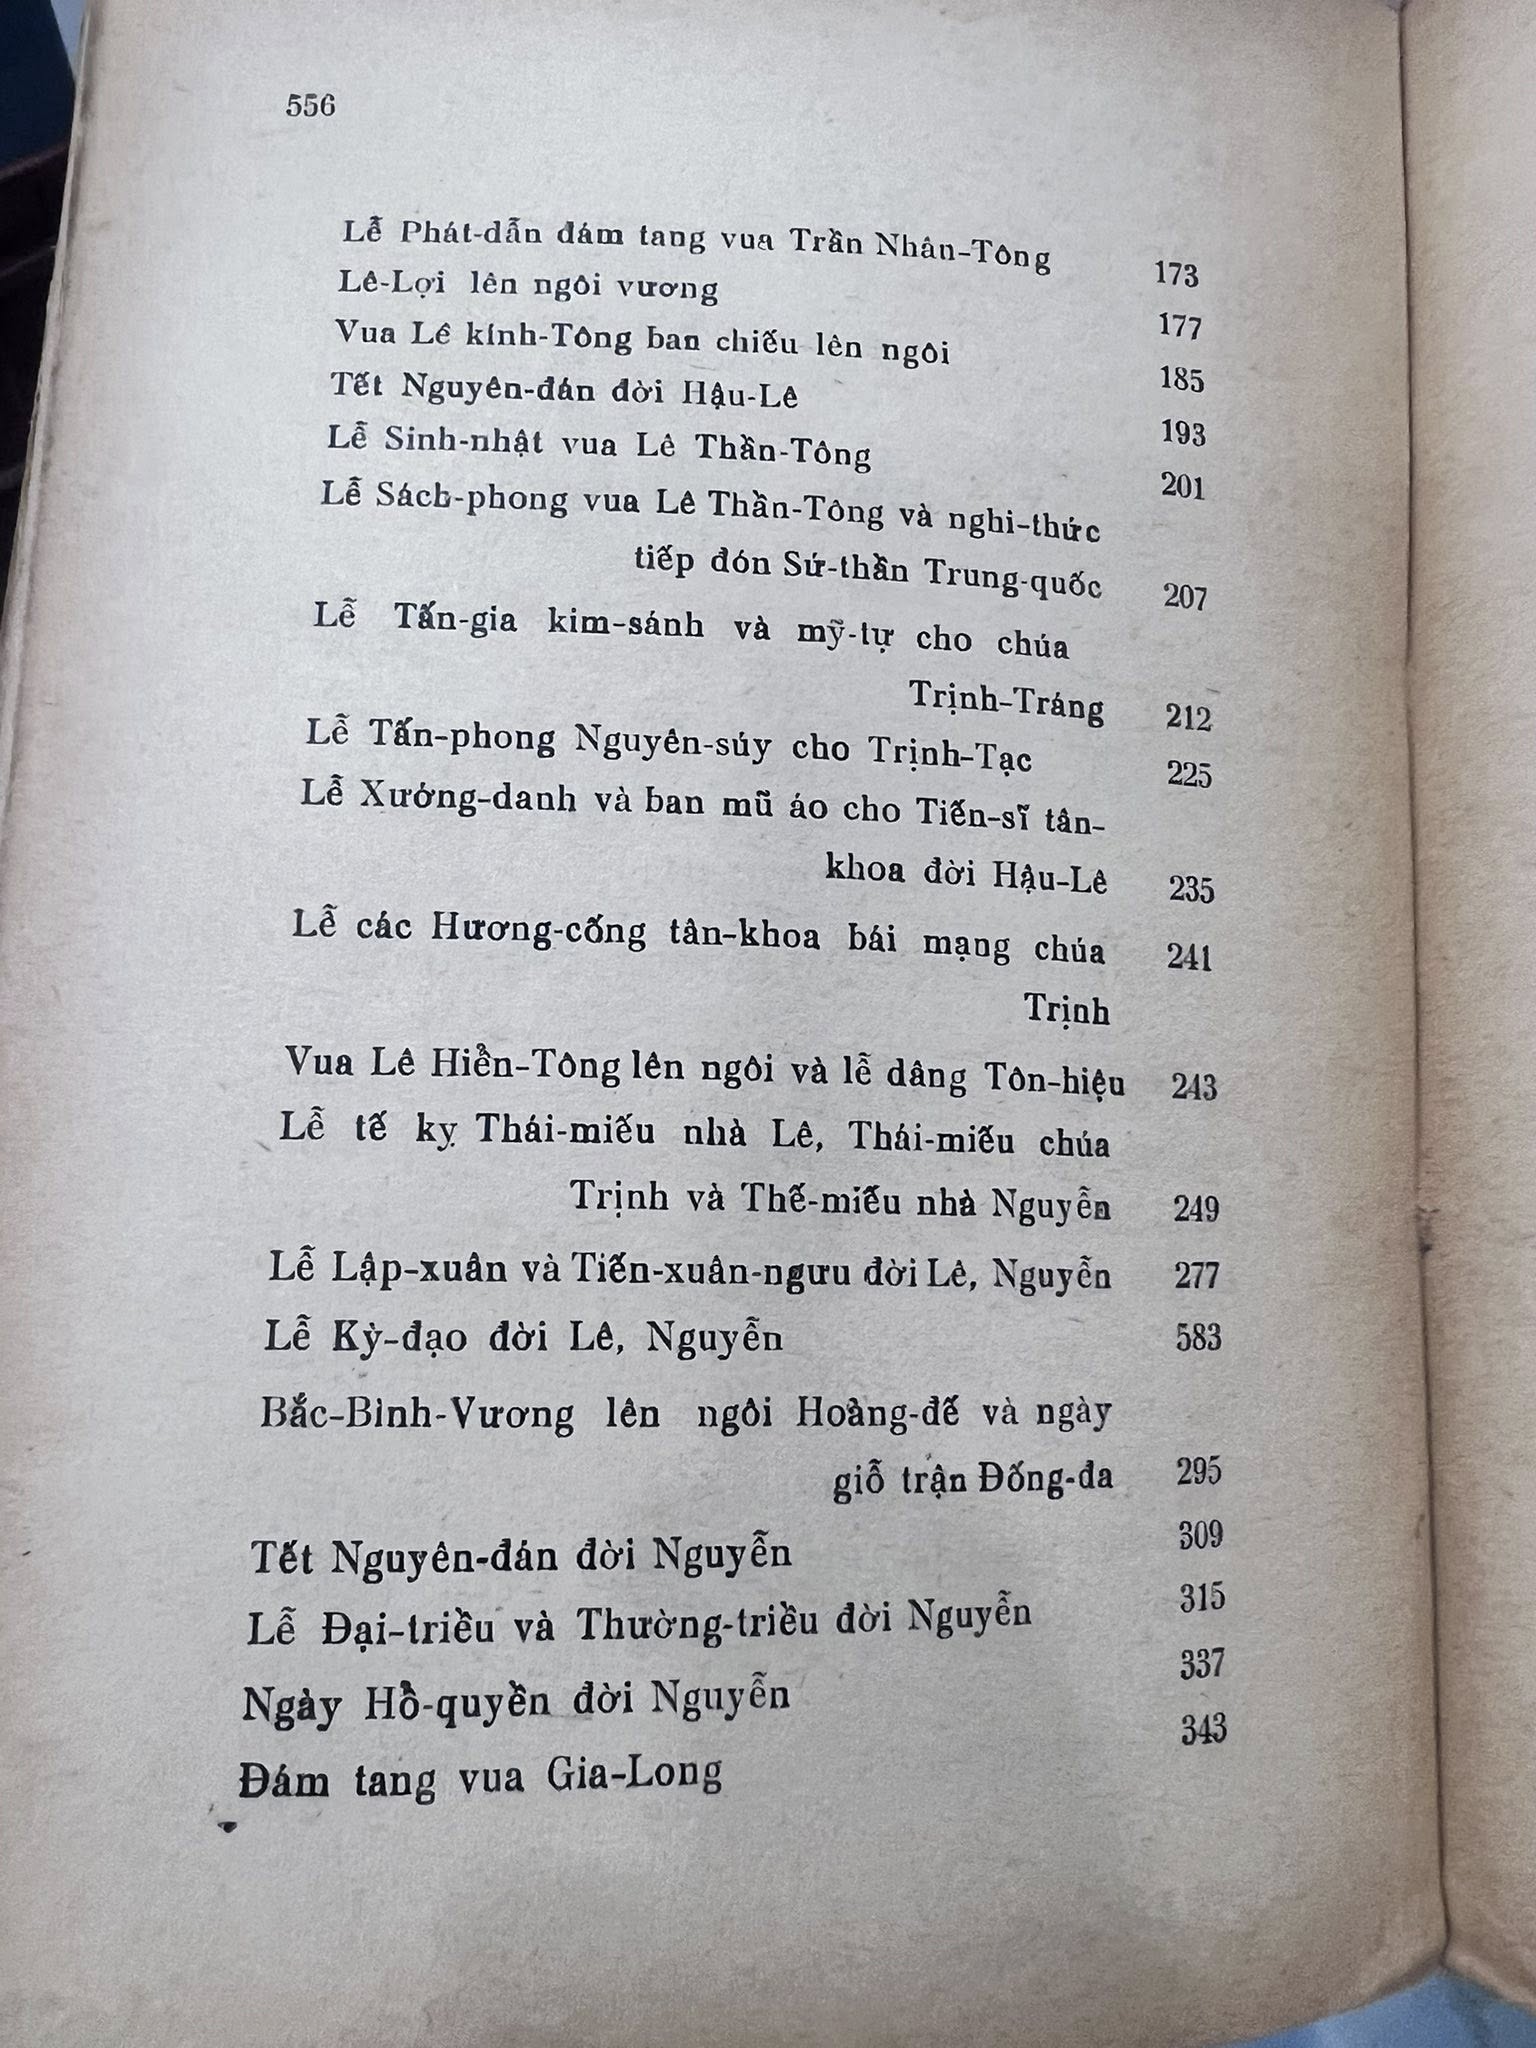 556
Lễ Phát-dẫn đám tang vua Trần Nhân-Tông 173
Lê-Lợi lên ngôi vương 177
Vua Lê kính-Tông ban chiếu lên ngôi 185
Tết Nguyên-đán đời Hậu-Lê 193
Lễ Sinh-nhật vua Lê Thần-Tông 201
Lễ Sách-phong vua Lê Thần-Tông và nghi-thức
tiếp đón Sứ-thần Trung-quốc 207
Lễ Tấn-gia kim-sánh và mỹ-tự cho chúa
Trịnh-Tráng 212
Lễ Tấn-phong Nguyên-súy cho Trịnh-Tạc 225
Lễ Xướng-danh và ban mũ áo cho Tiến-sĩ tân-
khoa đời Hậu-Lê 235
Lễ các Hương-cống tân-khoa bái mạng chúa 241
Trịnh
Vua Lê Hiển-Tông lên ngôi và lễ dâng Tôn-hiệu 243
Lễ tế kỵ Thái-miếu nhà Lê, Thái-miếu chúa
Trịnh và Thế-miếu nhà Nguyễn 249
Lễ Lập-xuân và Tiến-xuân-ngưu đời Lê, Nguyễn 277
Lễ Kỳ-đạo đời Lê, Nguyễn 583
Bắc-Bình-Vương lên ngôi Hoàng-đế và ngày
giỗ trận Đống-đa 295
Tết Nguyên-đán đời Nguyễn 309
Lễ Đại-triều và Thường-triều đời Nguyễn 315
Ngày Hồ-quyền đời Nguyễn 337
Đám tang vua Gia-Long 343